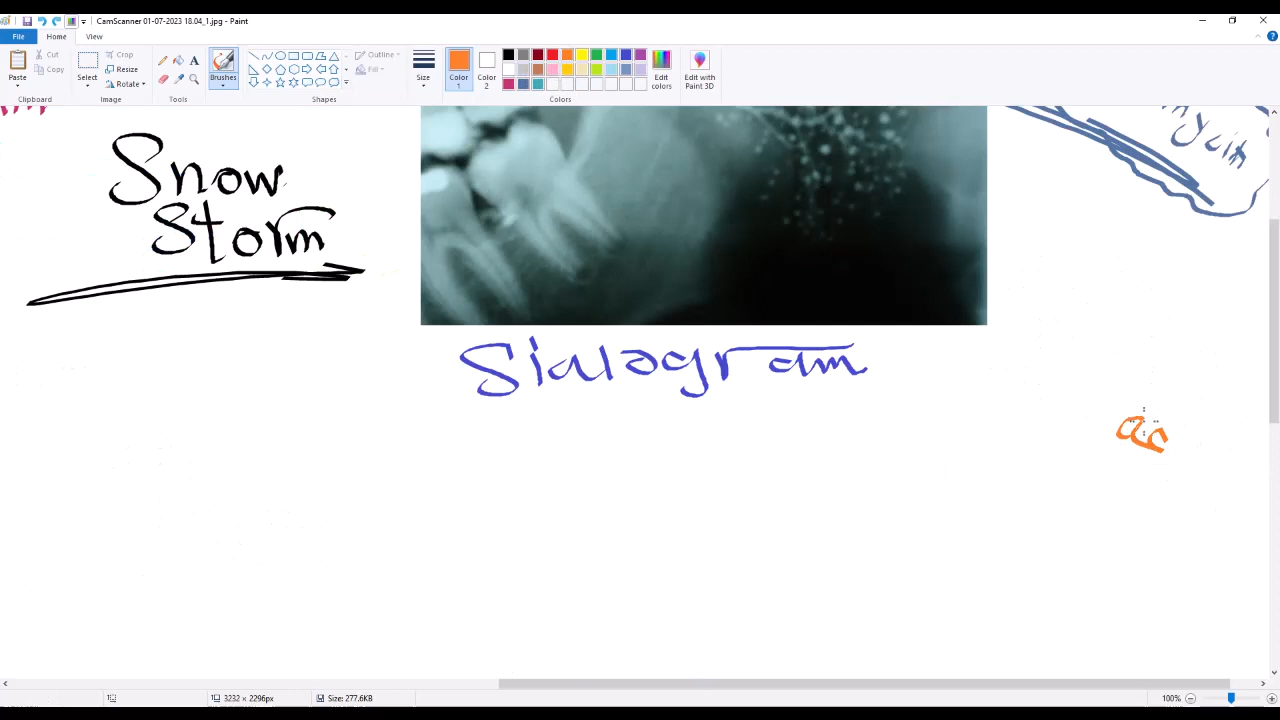 CamScanner 01-07-2023 18.04_1.jpg - Paint
File
Home
View
Paste
Cut
Copy
Clipboard
Select
Crop
Resize
Rotate
Image
A
Tools
Brushes
Shapes
Outline
Fill
Size
Color
1
Color
2
Edit
colors
Edit with
Paint 3D
Colors
Snow
Storm
Sialogram
3232 × 2296px
Size: 277.6KB
100%